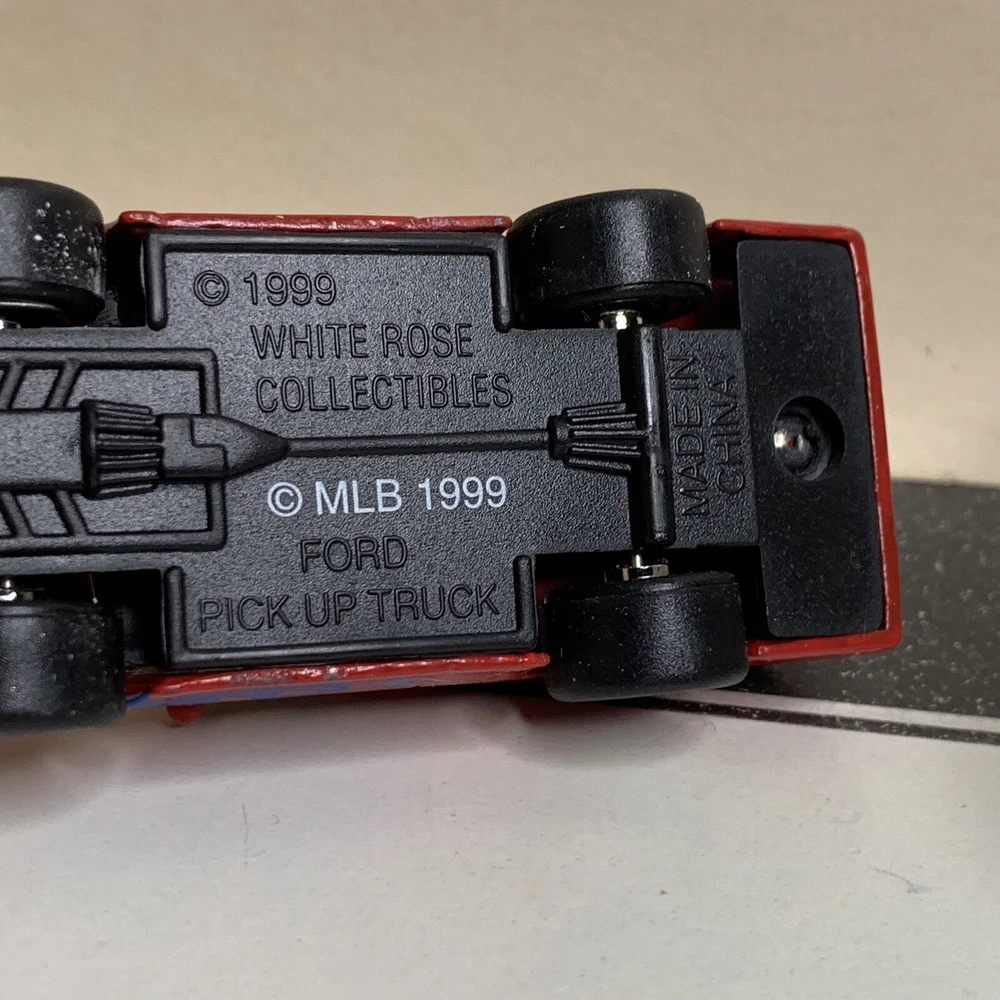 © 1999
WHITE ROSE
COLLECTIBLES
© MLB 1999
FORD
PICK UP TRUCK
MADE IN
CHINA